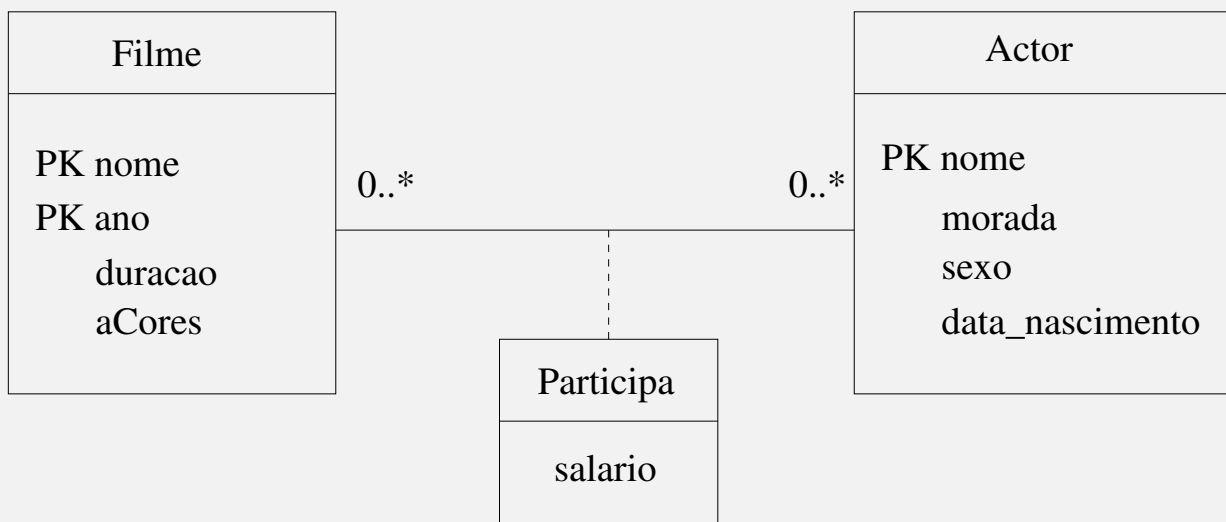 Filme
PK nome
PK ano
duracao
aCores
0..*
0..*
Actor
PK nome
morada
sexo
data_nascimento
Participa
salario